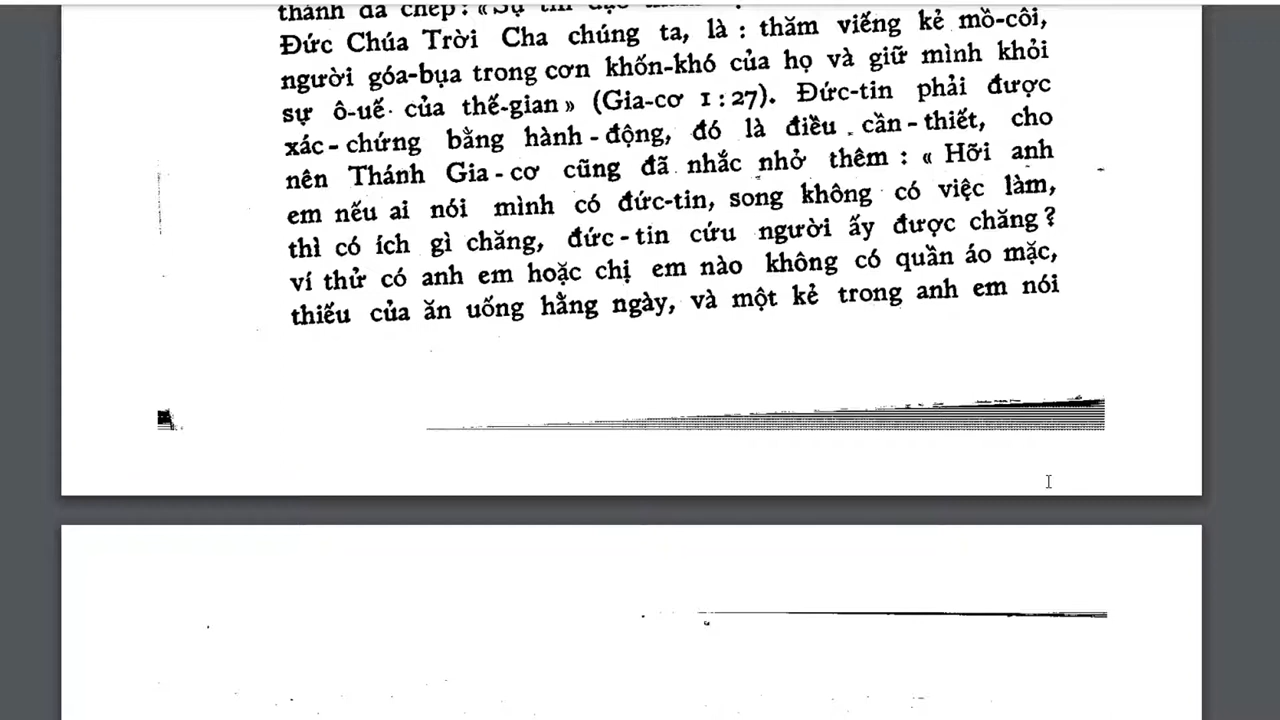 thánh đã chép : « Sự
Đức Chúa Trời Cha chúng ta, là : thăm viếng kẻ mồ-côi,
người góa-bụa trong cơn khốn-khó của họ và giữ mình khỏi
sự ô-uế của thế-gian » (Gia-cơ 1 : 27). Đức-tin phải được
xác - chứng bằng hành - động, đó là điều cần - thiết, cho
nên Thánh Gia - cơ cũng đã nhắc nhở thêm : « Hỡi anh
em nếu ai nói mình có đức-tin, song không có việc làm,
thì có ích gì chăng, đức - tin cứu người ấy được chăng ?
ví thử có anh em hoặc chị em nào không có quần áo mặc,
thiếu của ăn uống hằng ngày, và một kẻ trong anh em nói